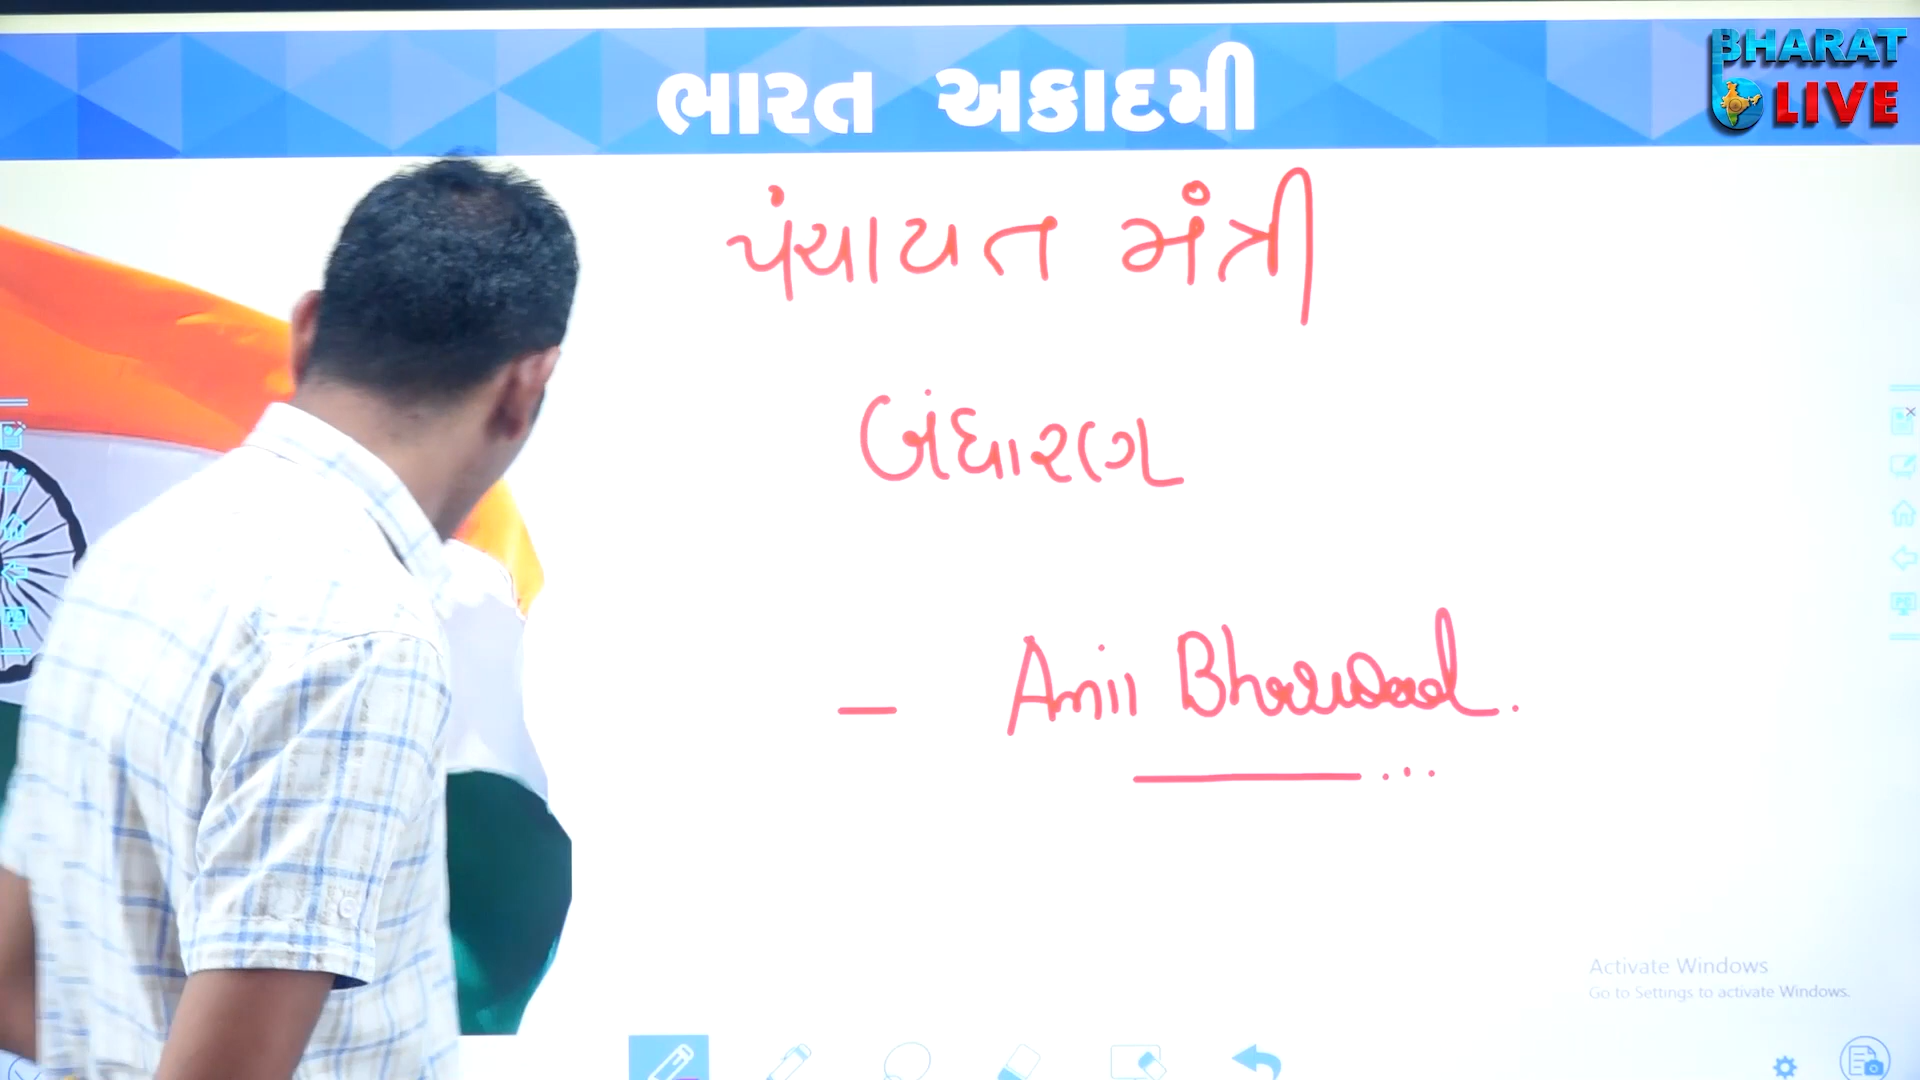 ભારત અકાદમી
BHARAT
LIVE
પંચાયત મંત્રી
બંધારણ
- Anil Bharwad.
Activate Windows
Go to Settings to activate Windows.